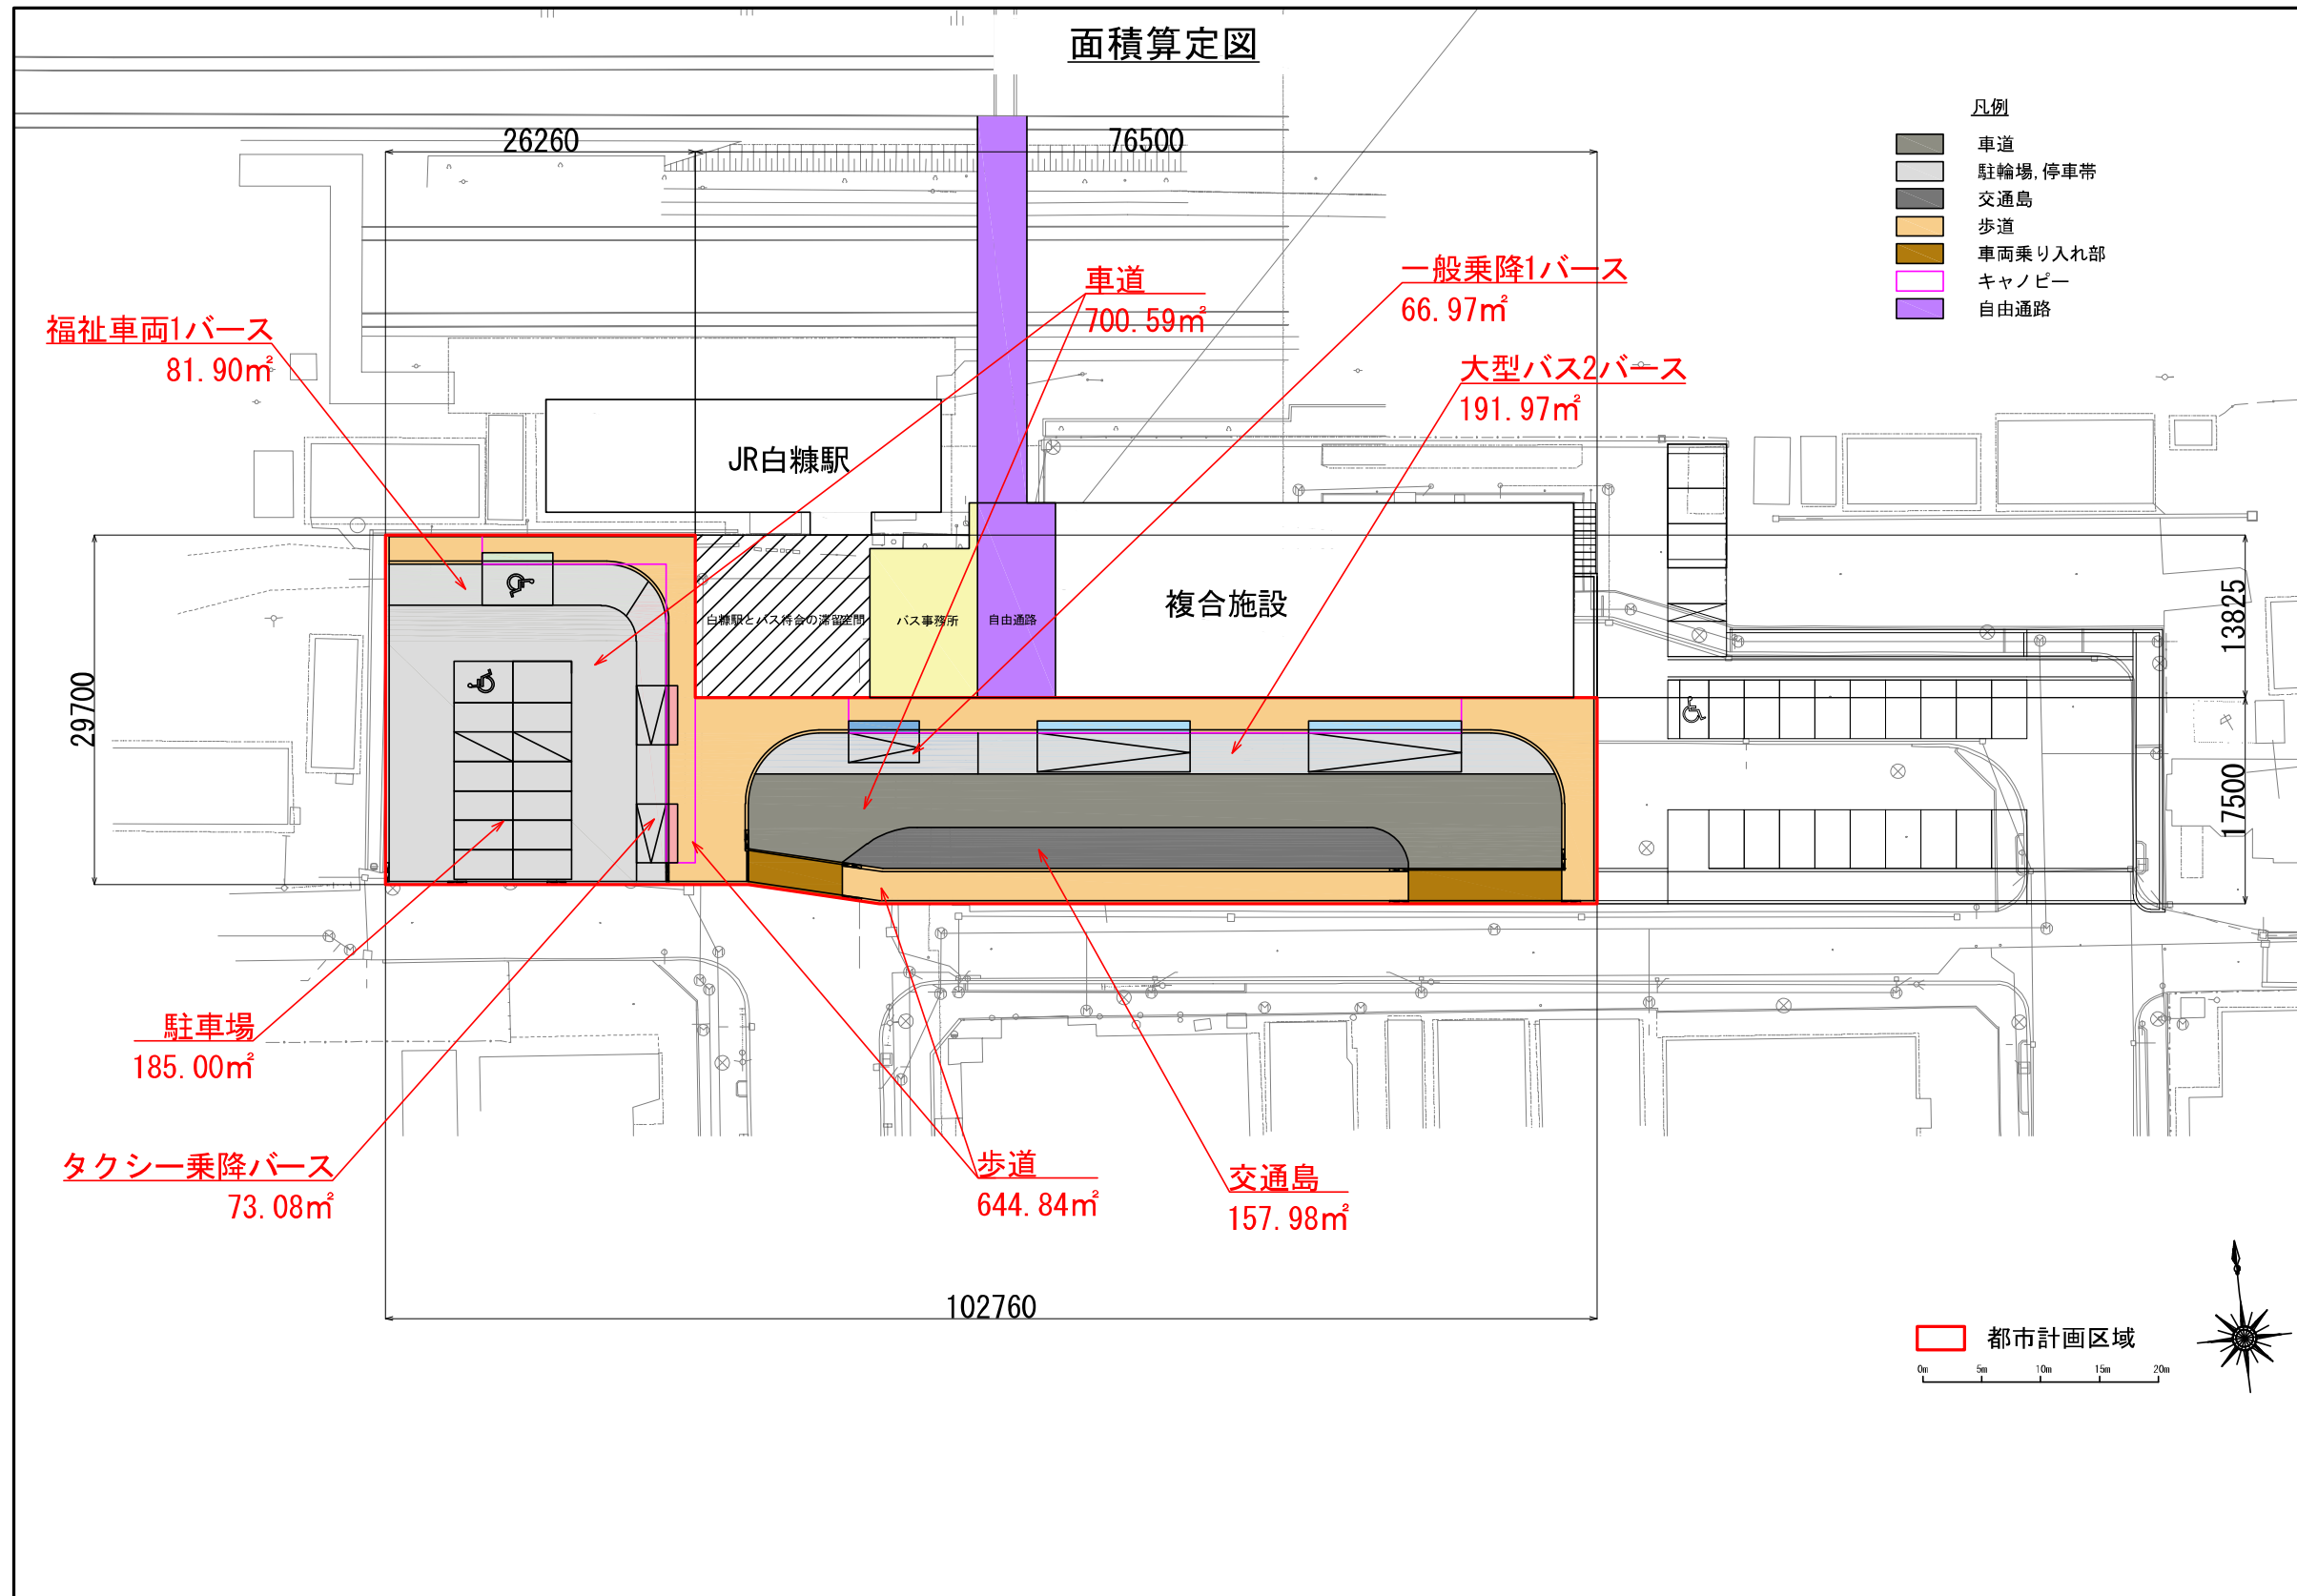 面積算定図
凡例
車道
駐輪場,停車帯
交通島
歩道
車両乗り入れ部
キャノピー
自由通路
26260
76500
車道
700.59㎡
一般乗降1バース
66.97㎡
福祉車両1バース
81.90㎡
大型バス2バース
191.97㎡
JR白糠駅
白糠駅とバス待合の滞留空間
バス事務所
自由通路
複合施設
13825
29700
17500
駐車場
185.00㎡
タクシー乗降バース
73.08㎡
歩道
644.84㎡
交通島
157.98㎡
102760
都市計画区域
0m 5m 10m 15m 20m